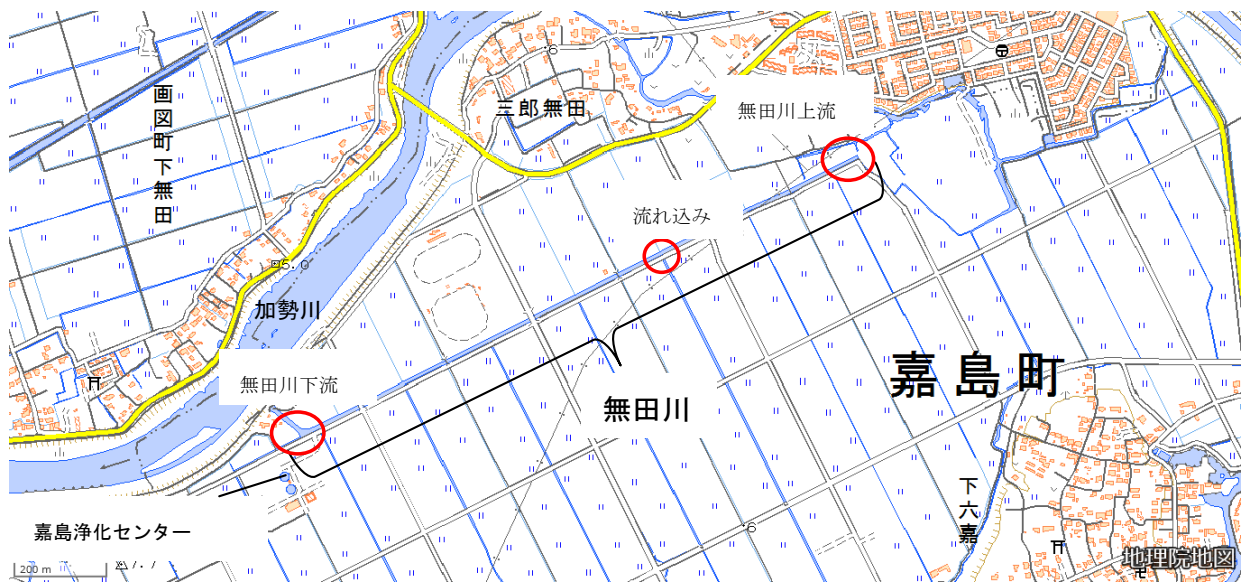 画図町下無田
三郎無田
無田川上流
流れ込み
5.0
加勢川
無田川下流
嘉島町
無田川
下六嘉
嘉島浄化センター
200 m
地理院地図